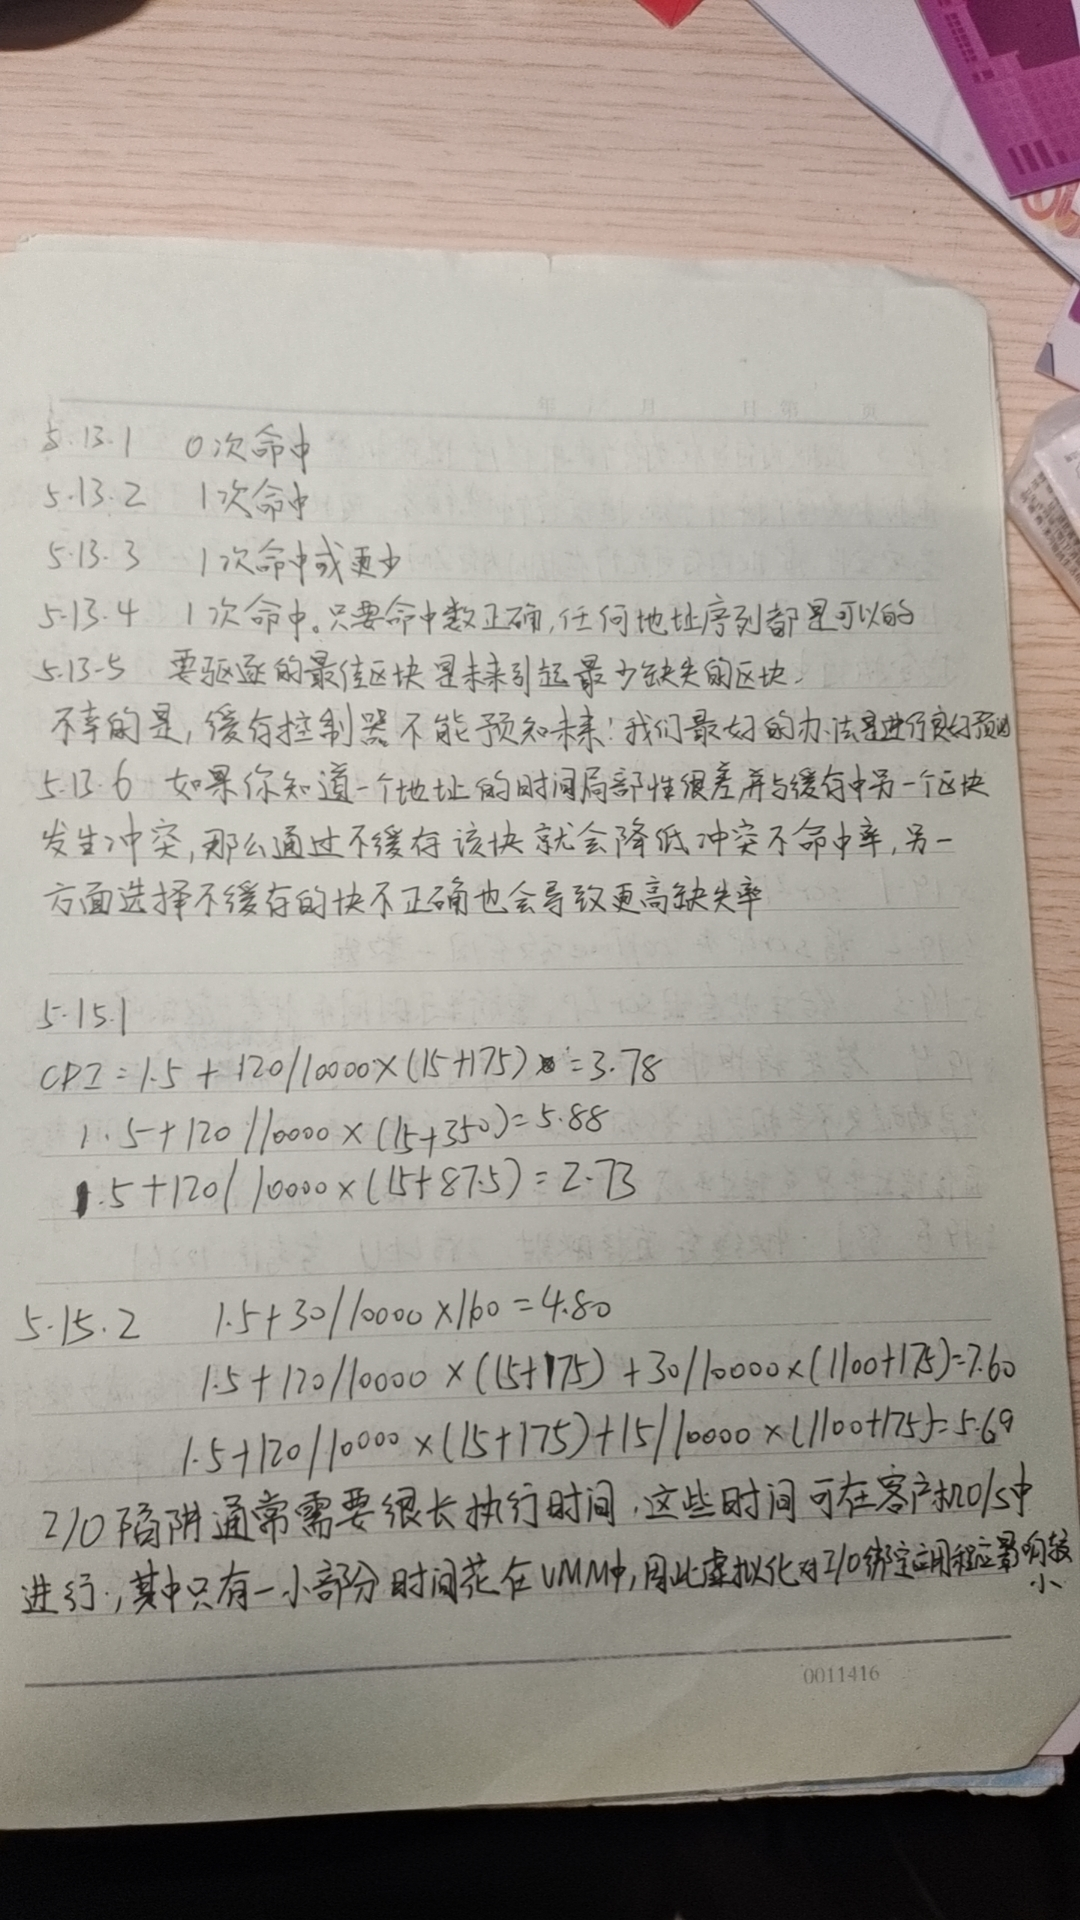 年 月 日 第 页
5.13.1 0次命中
5.13.2 1次命中
5.13.3 1次命中或更少
5.13.4 1次命中。只要命中数正确,任何地址序列都是可以的
5.13.5 要驱逐的最佳区块是未来引起最少缺失的区块.
不幸的是,缓存控制器不能预知未来!我们最好的办法是进行良好预测
5.13.6 如果你知道一个地址的时间局部性很差并与缓存中另一个区块
发生冲突,那么通过不缓存该块就会降低冲突不命中率,另一
方面选择不缓存的块不正确也会导致更高缺失率
5.15.1
CPI=1.5+120/10000×(15+175)=3.78
1.5+120/10000×(15+350)=5.88
1.5+120/10000×(15+87.5)=2.73
5.15.2 1.5+30/10000×160=4.80
1.5+120/10000×(15+175)+30/10000×(1100+175)=7.60
1.5+120/10000×(15+175)+15/10000×(1100+175)=5.69
I/O陷阱通常需要很长执行时间,这些时间可在客户机O/S中
进行,其中只有一小部分时间花在VMM中,因此虚拟化对I/O绑定应用程应影响较
小
0011416